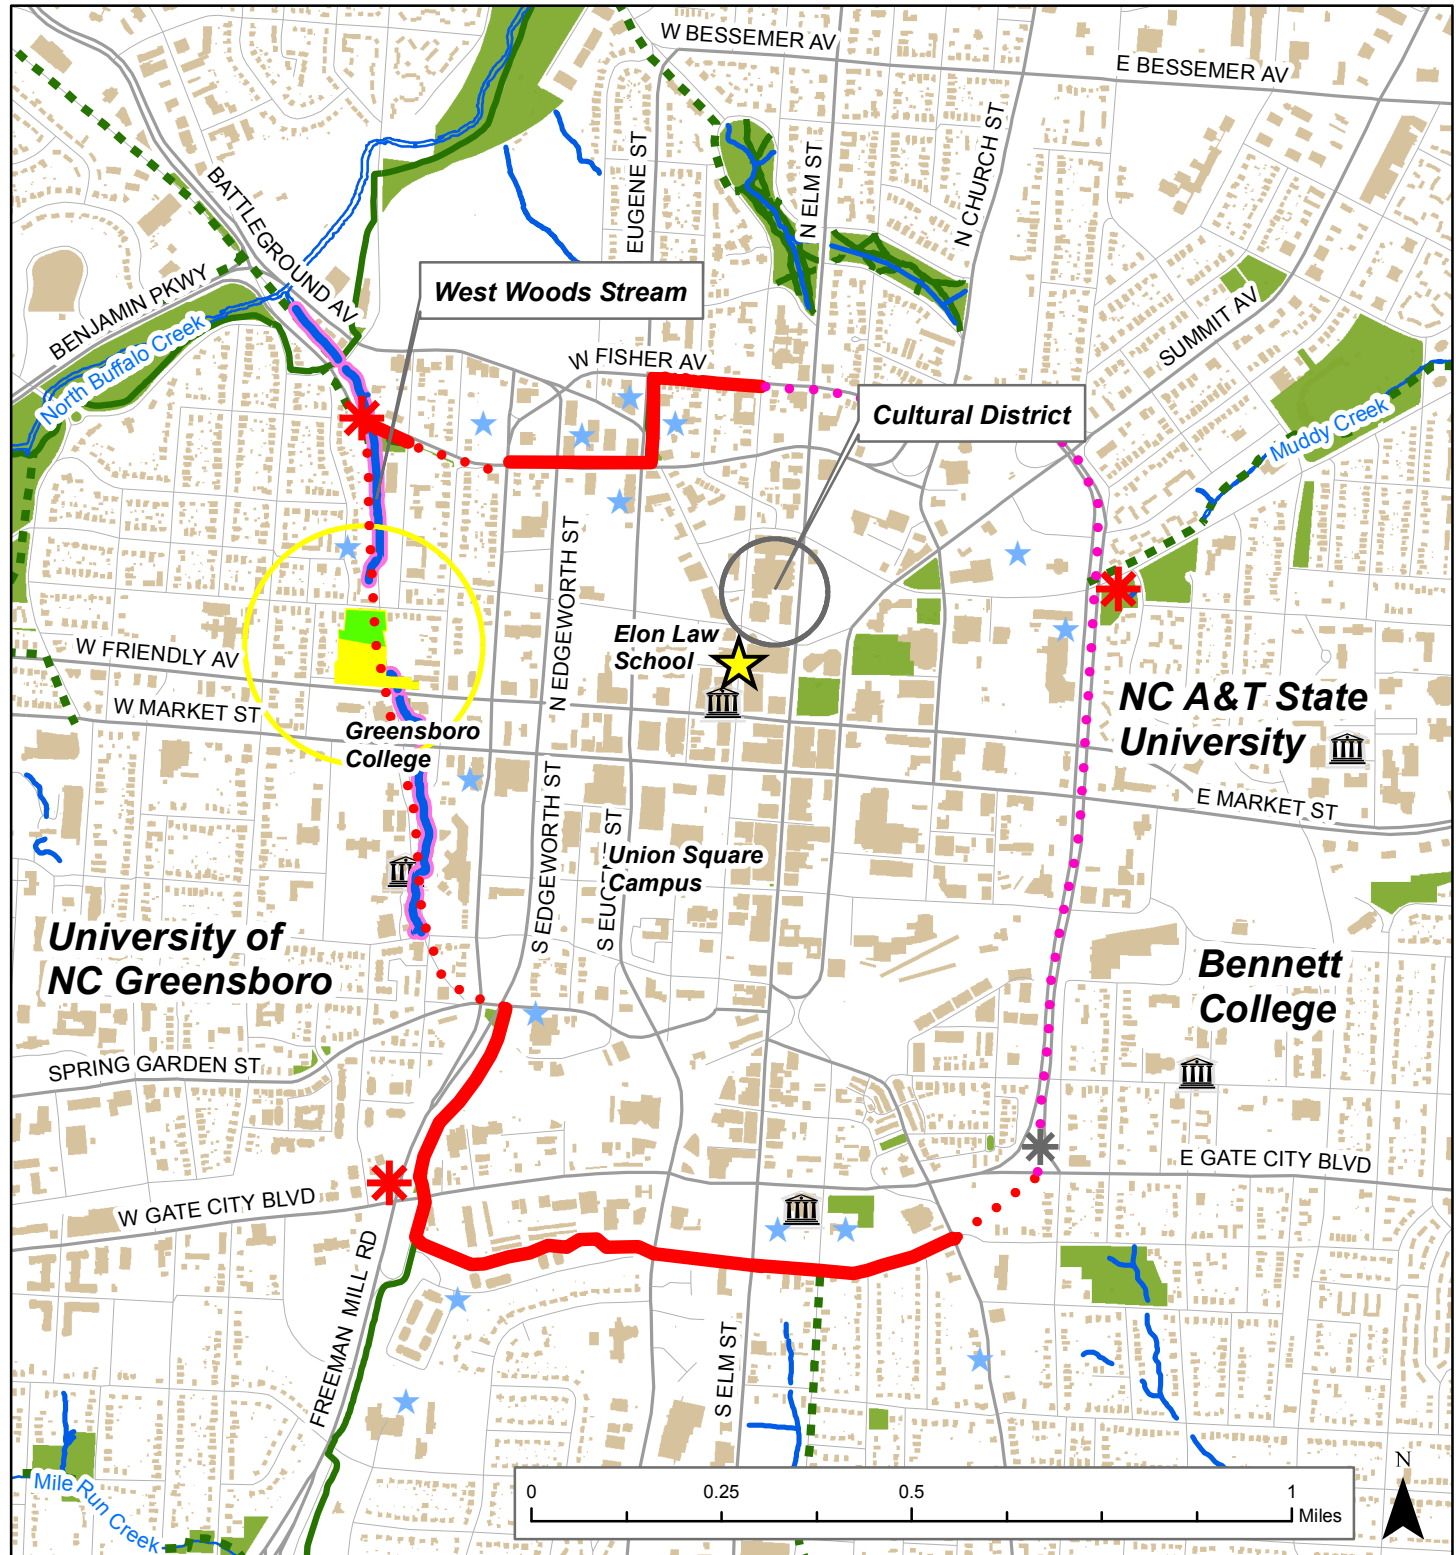 W BESSEMER AV
E BESSEMER AV
BATTLEGROUND AV
EUGENE ST
N ELM ST
N CHURCH ST
BENJAMIN PKWY
North Buffalo Creek
West Woods Stream
SUMMIT AV
W FISHER AV
Cultural District
Muddy Creek
N EDGEWORTH ST
Elon Law
School
W FRIENDLY AV
W MARKET ST
Greensboro
College
NC A&T State
University
E MARKET ST
S EDGEWORTH ST
S EUGENE ST
Union Square
Campus
University of
NC Greensboro
Bennett
College
SPRING GARDEN ST
E GATE CITY BLVD
W GATE CITY BLVD
FREEMAN MILL RD
S ELM ST
Mile Run Creek
N
0 0.25 0.5 1
Miles